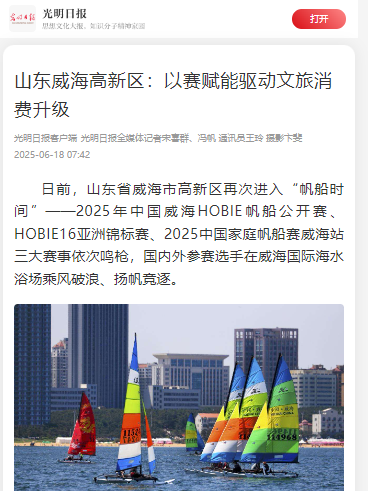 光明日报
光明日报
思想文化大报，知识分子精神家园
打开
山东威海高新区：以赛赋能驱动文旅消
费升级
光明日报客户端 光明日报全媒体记者宋喜群、冯帆 通讯员王玲 摄影卞斐
2025-06-18 07:42
日前，山东省威海市高新区再次进入“帆船时
间”——2025年中国威海HOBIE帆船公开赛、
HOBIE16亚洲锦标赛、2025中国家庭帆船赛威海站
三大赛事依次鸣枪，国内外参赛选手在威海国际海水
浴场乘风破浪、扬帆竞逐。
114968